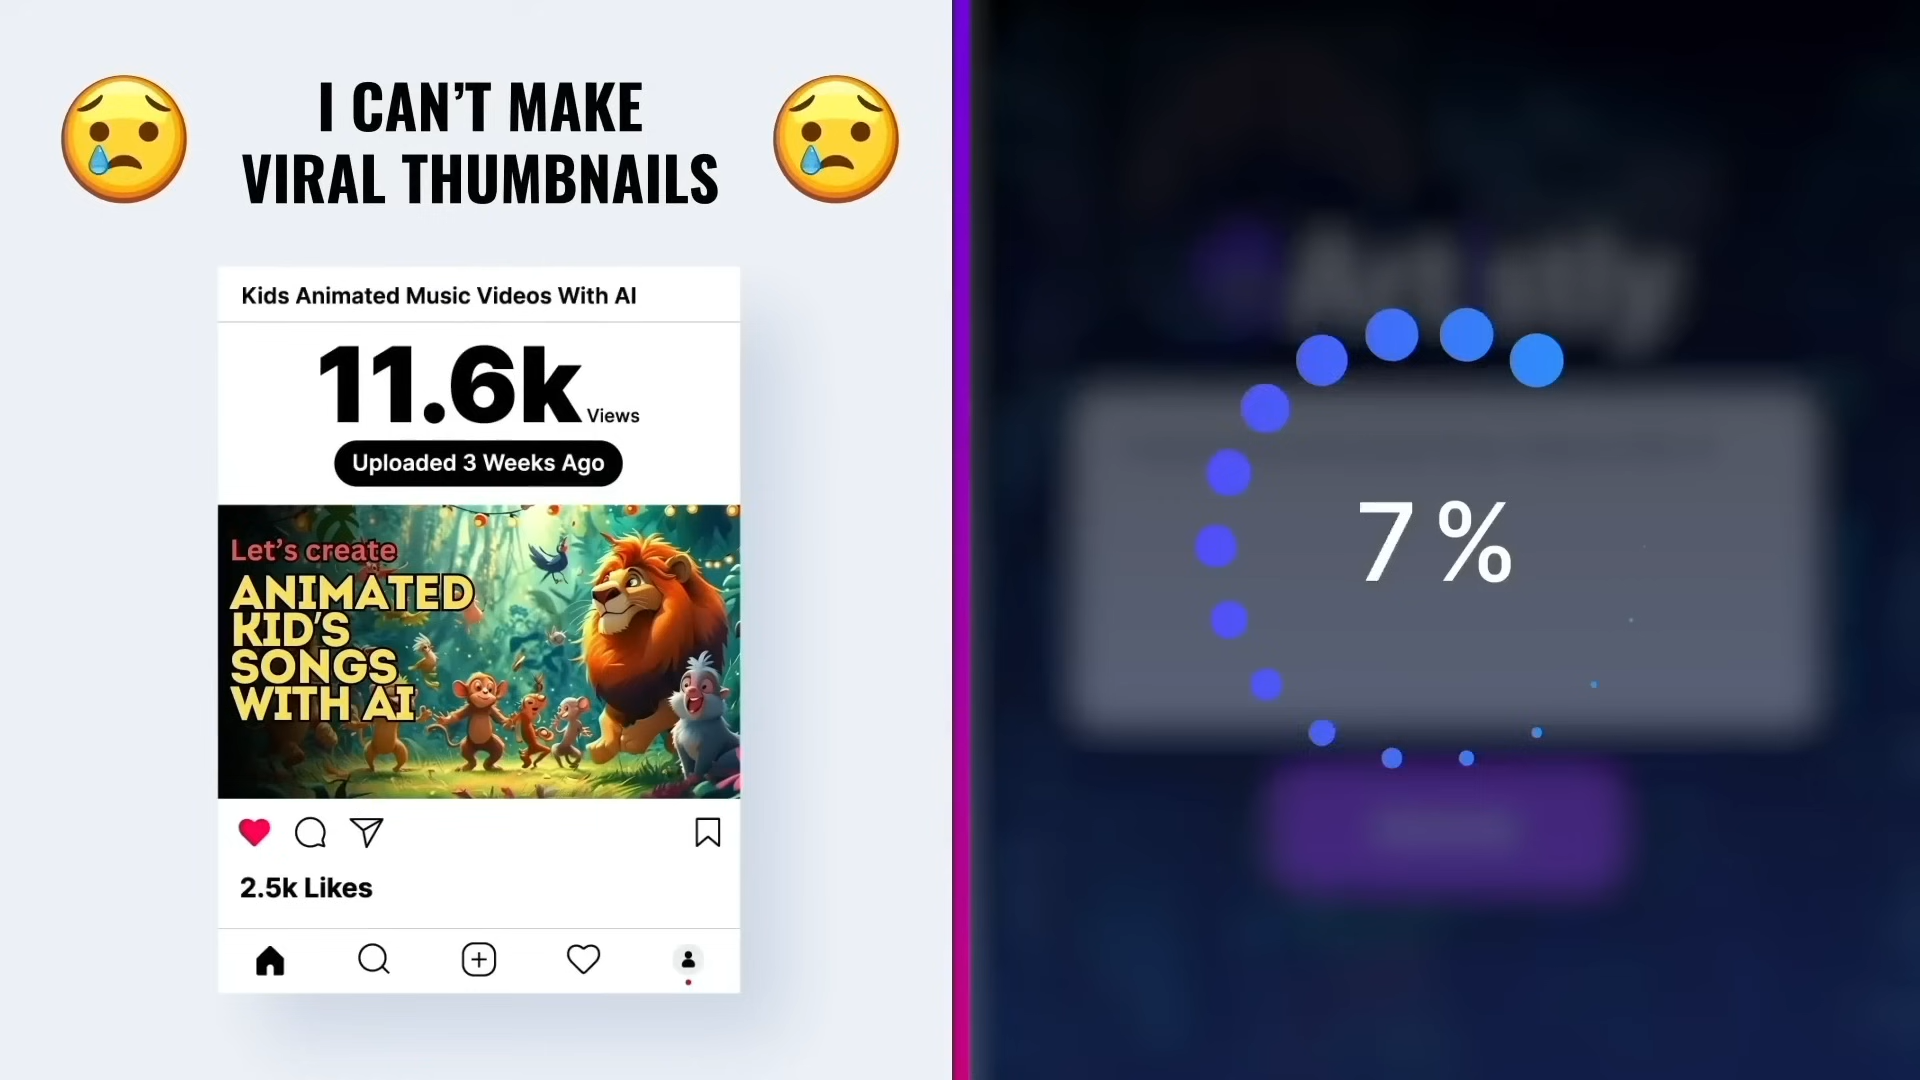 I CAN’T MAKE
VIRAL THUMBNAILS
Kids Animated Music Videos With AI
11.6k Views
Uploaded 3 Weeks Ago
Let’s create
ANIMATED
KID’S
SONGS
WITH AI
2.5k Likes
Artistly
7%